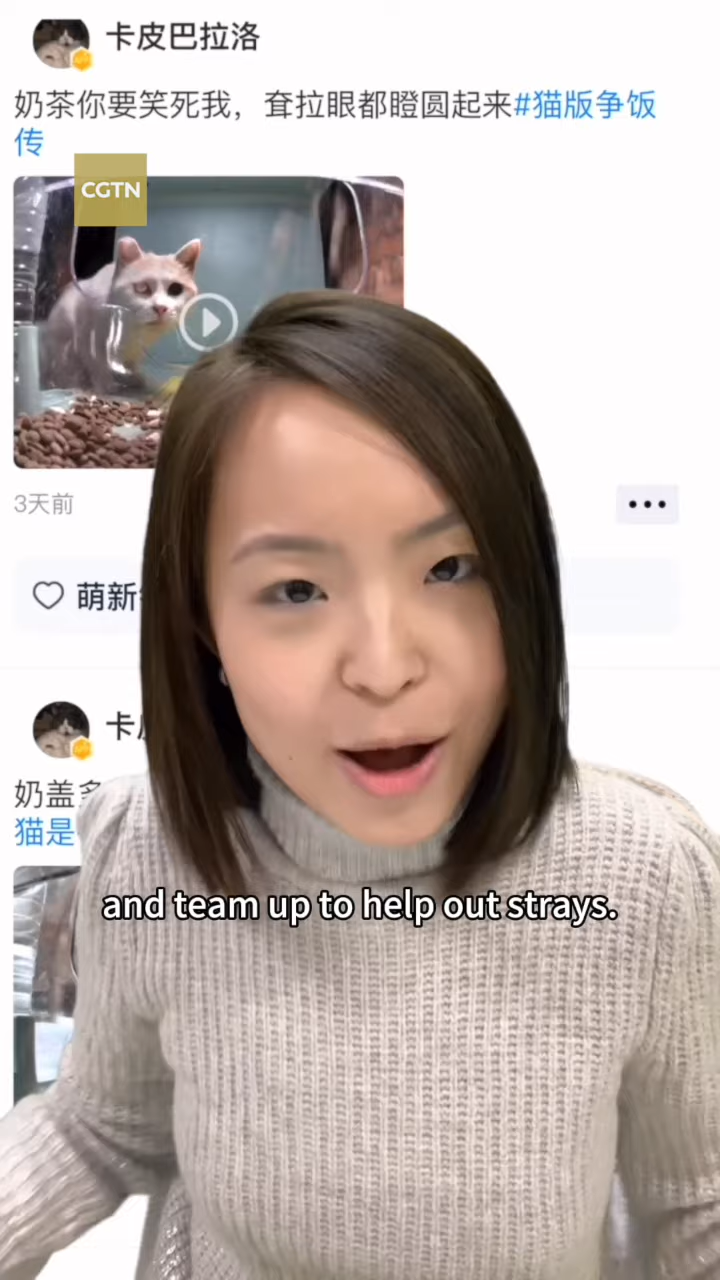 卡皮巴拉洛
奶茶你要笑死我，耷拉眼都瞪圆起来#猫版争饭
传
CGTN
3天前
萌新
卡
奶盖
猫是
and team up to help out strays.